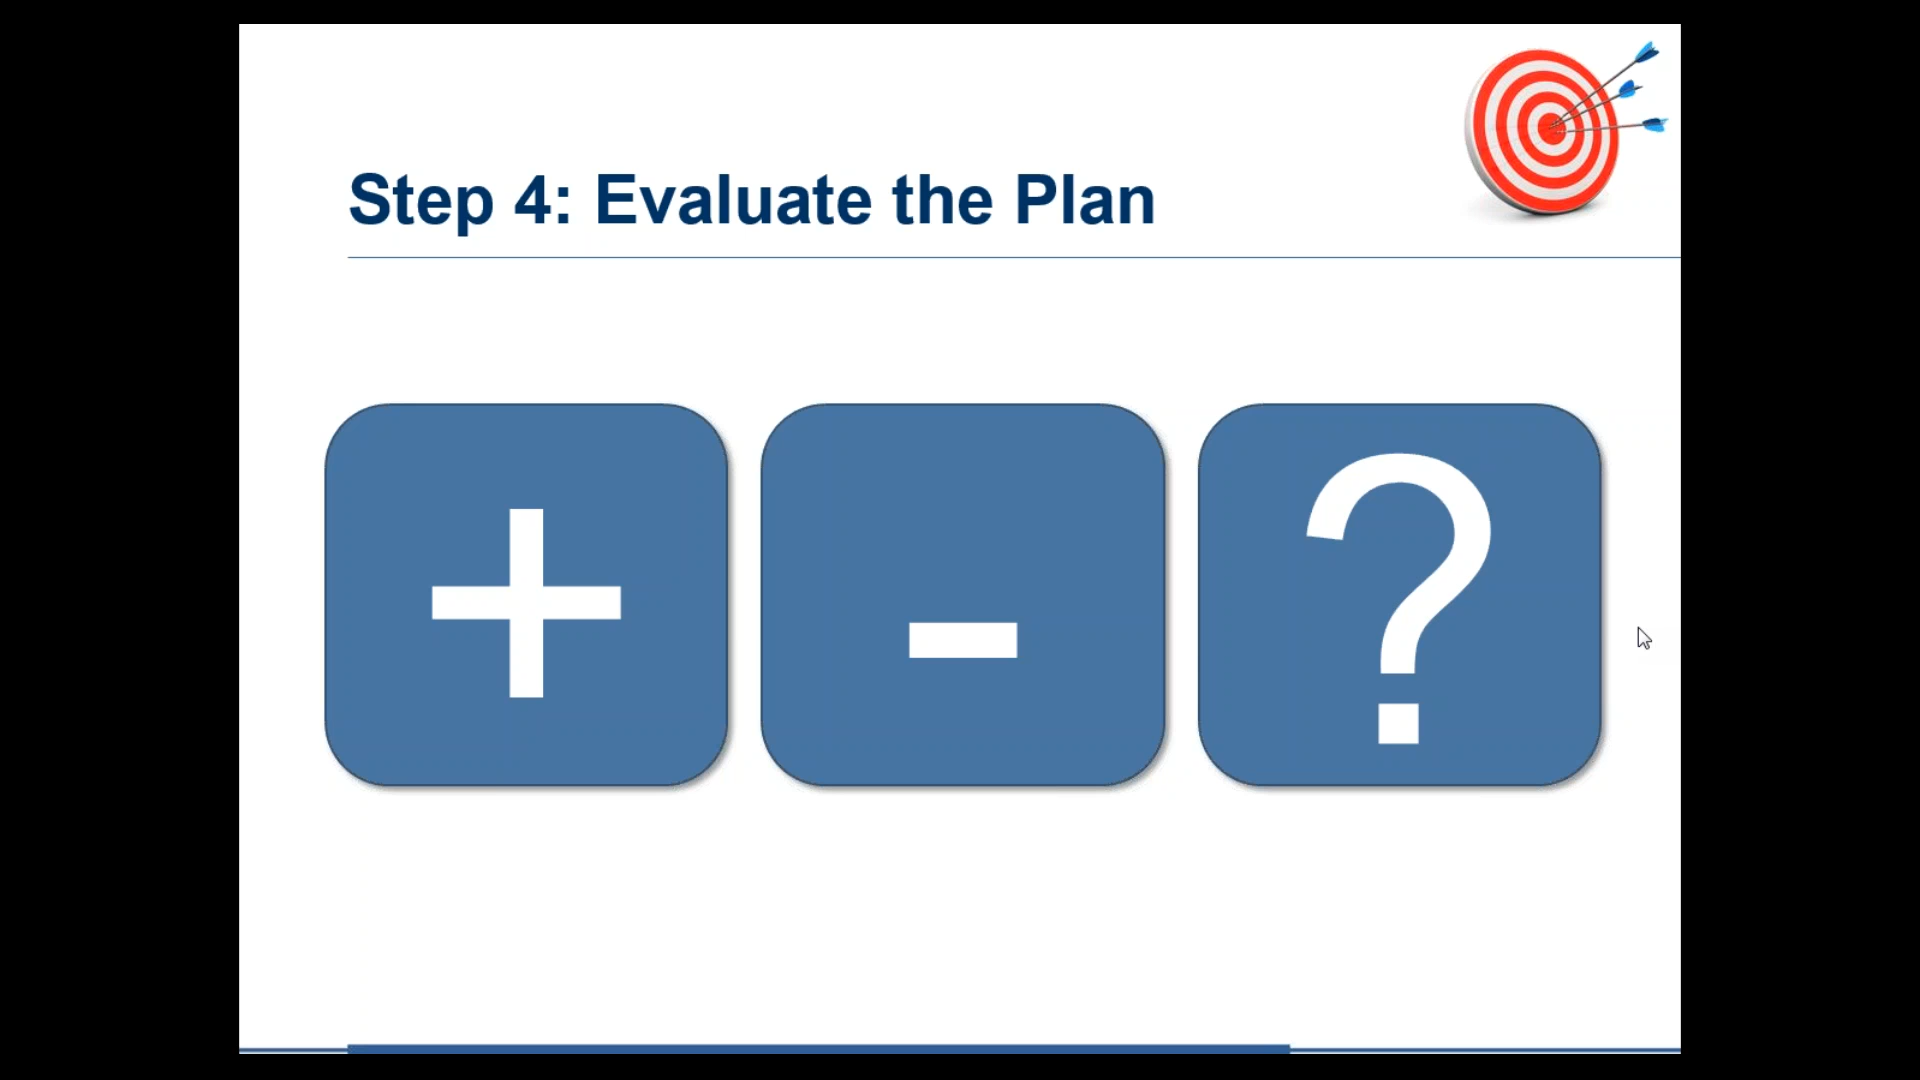 Step 4: Evaluate the Plan
+ - ?